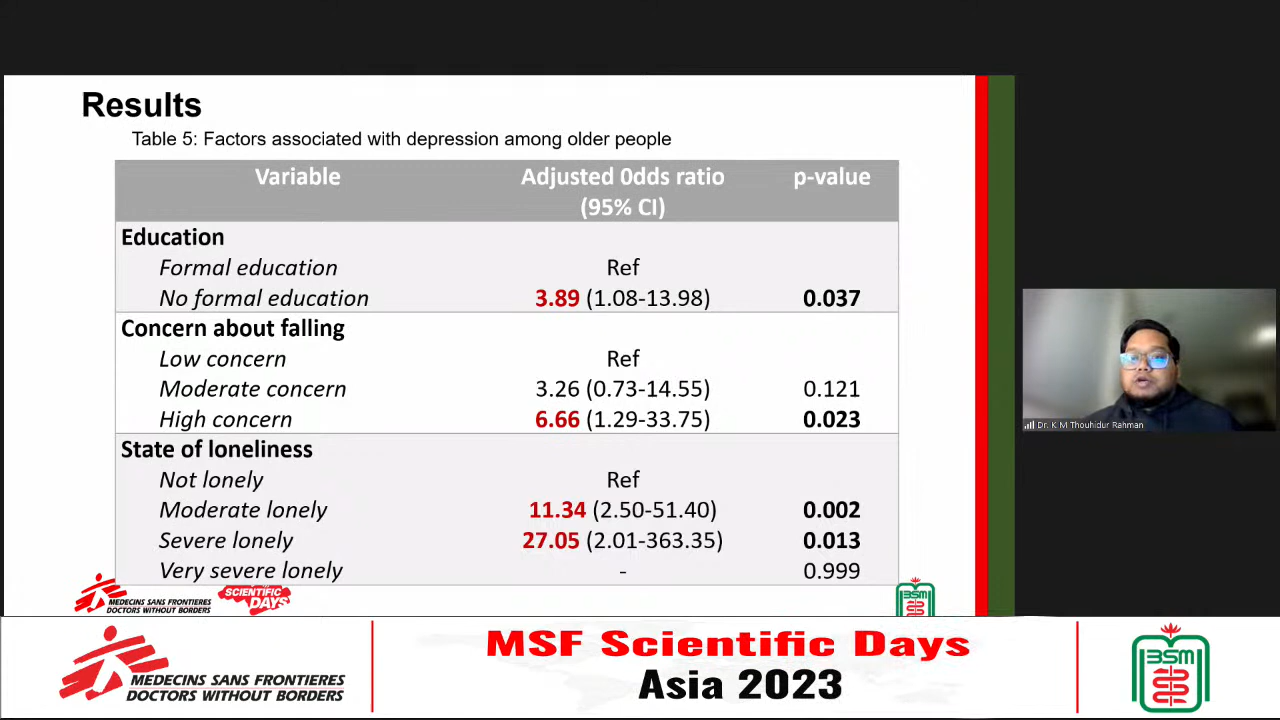 Results
Table 5: Factors associated with depression among older people
Variable Adjusted 0dds ratio p-value
(95% CI)
Education
Formal education Ref
No formal education 3.89 (1.08-13.98) 0.037
Concern about falling
Low concern Ref
Moderate concern 3.26 (0.73-14.55) 0.121
High concern 6.66 (1.29-33.75) 0.023
State of loneliness
Not lonely Ref
Moderate lonely 11.34 (2.50-51.40) 0.002
Severe lonely 27.05 (2.01-363.35) 0.013
Very severe lonely - 0.999
MEDECINS SANS FRONTIERES
DOCTORS WITHOUT BORDERS
SCIENTIFIC
DAYS
BSM
Dr. K M Thouhidur Rahman
MEDECINS SANS FRONTIERES
DOCTORS WITHOUT BORDERS
MSF Scientific Days
Asia 2023
BSM